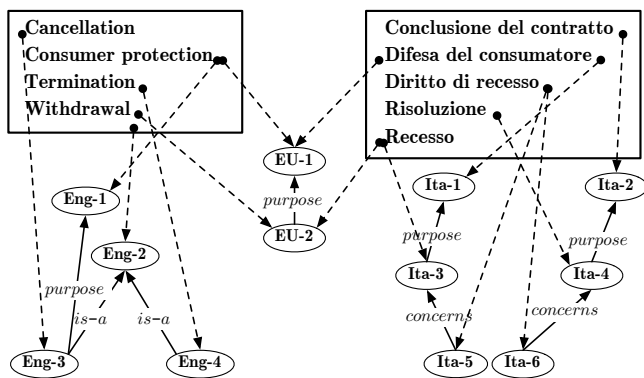 Cancellation
Consumer protection
Termination
Withdrawal
Conclusione del contratto
Difesa del consumatore
Diritto di recesso
Risoluzione
Recesso
EU-1
Eng-1
Ita-1
Ita-2
purpose
EU-2
purpose
purpose
Eng-2
Ita-3
Ita-4
purpose
is-a
is-a
concerns
concerns
Eng-3
Eng-4
Ita-5
Ita-6